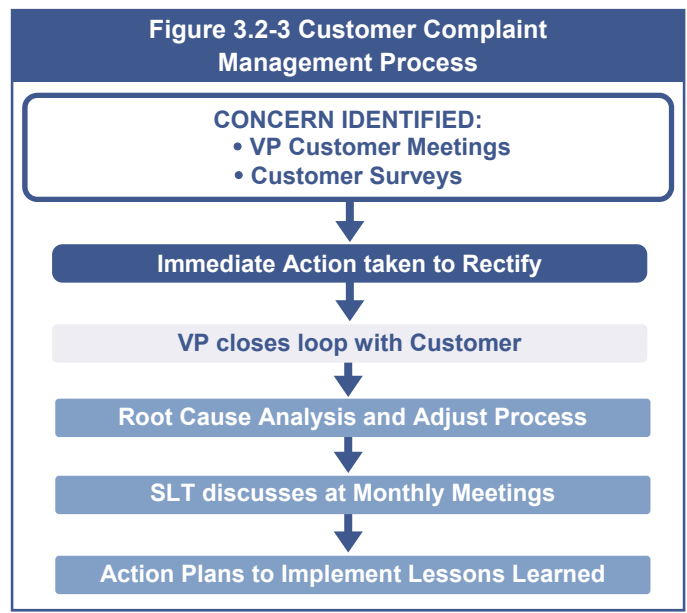 Figure 3.2-3 Customer Complaint
Management Process
CONCERN IDENTIFIED:
• VP Customer Meetings
• Customer Surveys
Immediate Action taken to Rectify
VP closes loop with Customer
Root Cause Analysis and Adjust Process
SLT discusses at Monthly Meetings
Action Plans to Implement Lessons Learned